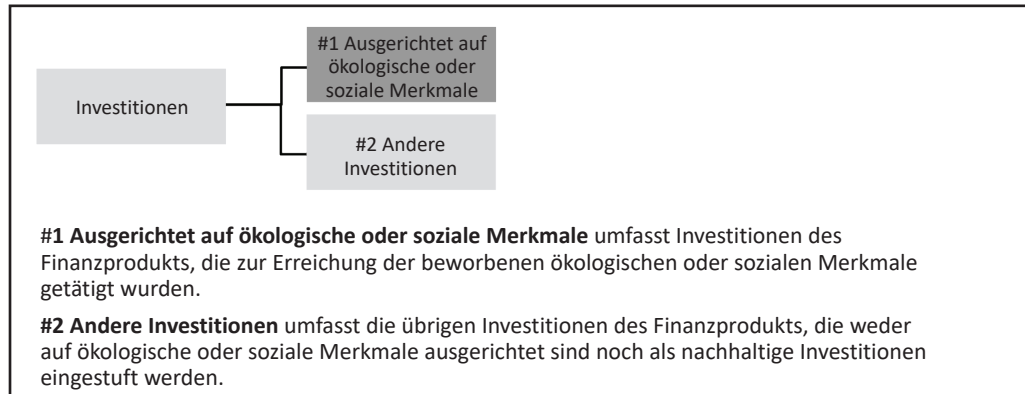 #1 Ausgerichtet auf
ökologische oder
soziale Merkmale
Investitionen
#2 Andere
Investitionen
#1 Ausgerichtet auf ökologische oder soziale Merkmale umfasst Investitionen des
Finanzprodukts, die zur Erreichung der beworbenen ökologischen oder sozialen Merkmale
getätigt wurden.
#2 Andere Investitionen umfasst die übrigen Investitionen des Finanzprodukts, die weder
auf ökologische oder soziale Merkmale ausgerichtet sind noch als nachhaltige Investitionen
eingestuft werden.